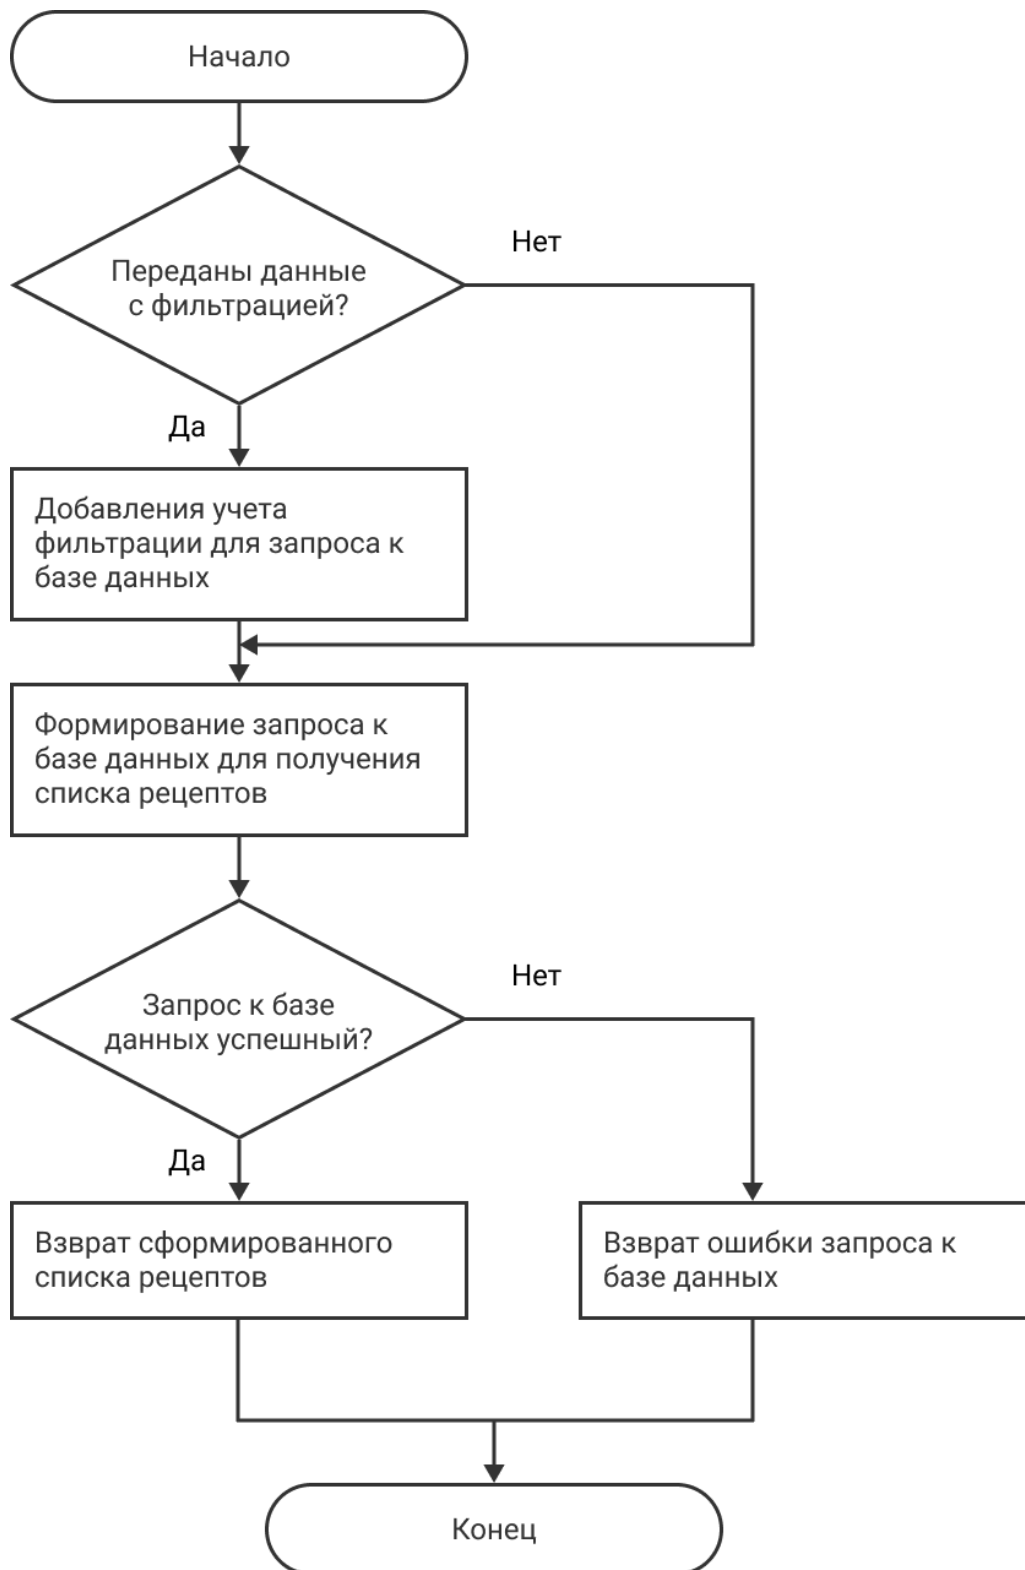 Начало
Нет
Переданы данные
с фильтрацией?
Да
Добавления учета
фильтрации для запроса к
базе данных
Формирование запроса к
базе данных для получения
списка рецептов
Нет
Запрос к базе
данных успешный?
Да
Взврат сформированного
списка рецептов
Взврат ошибки запроса к
базе данных
Конец